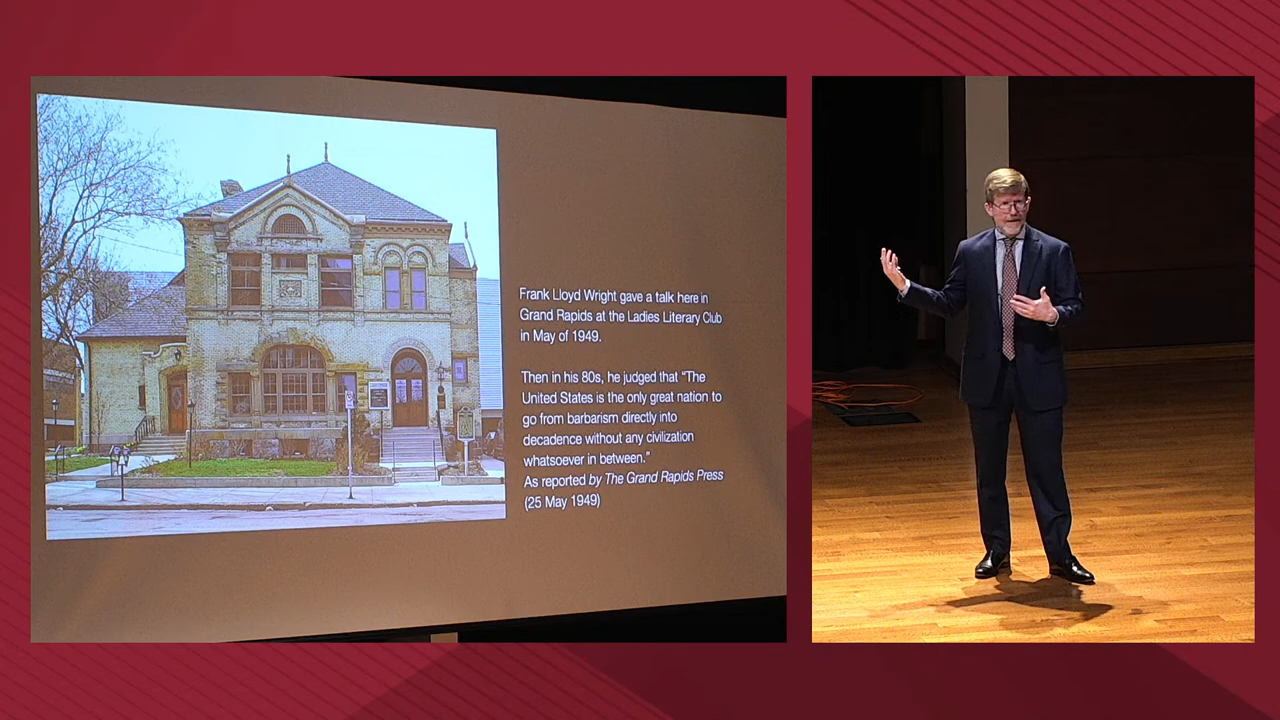 Frank Lloyd Wright gave a talk here in
Grand Rapids at the Ladies Literary Club
in May of 1949.
Then in his 80s, he judged that “The
United States is the only great nation to
go from barbarism directly into
decadence without any civilization
whatsoever in between.”
As reported by The Grand Rapids Press
(25 May 1949)